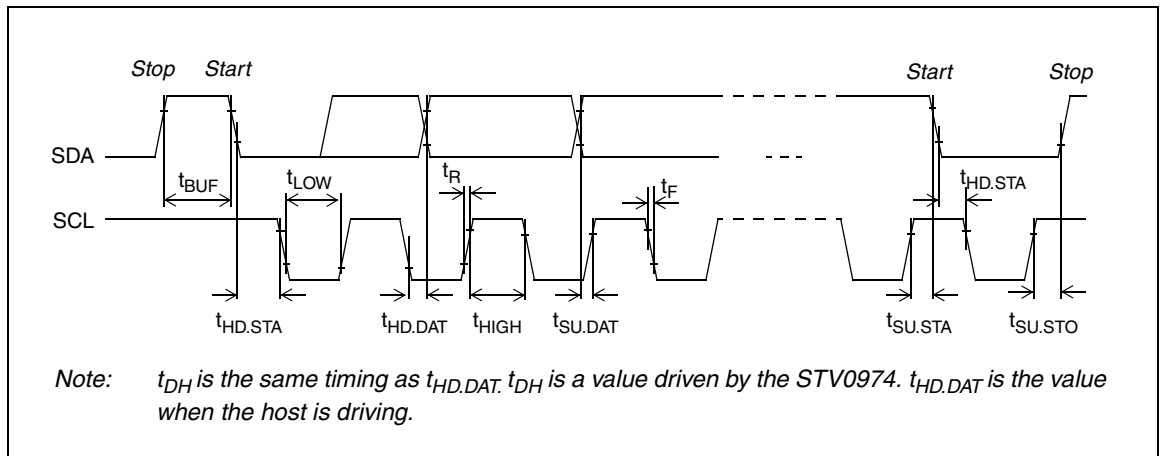 Stop Start Start Stop
SDA
tBUF tLOW tR tF tHD.STA
SCL
tHD.STA tHD.DAT tHIGH tSU.DAT tSU.STA tSU.STO
Note: tDH is the same timing as tHD.DAT. tDH is a value driven by the STV0974. tHD.DAT is the value
when the host is driving.